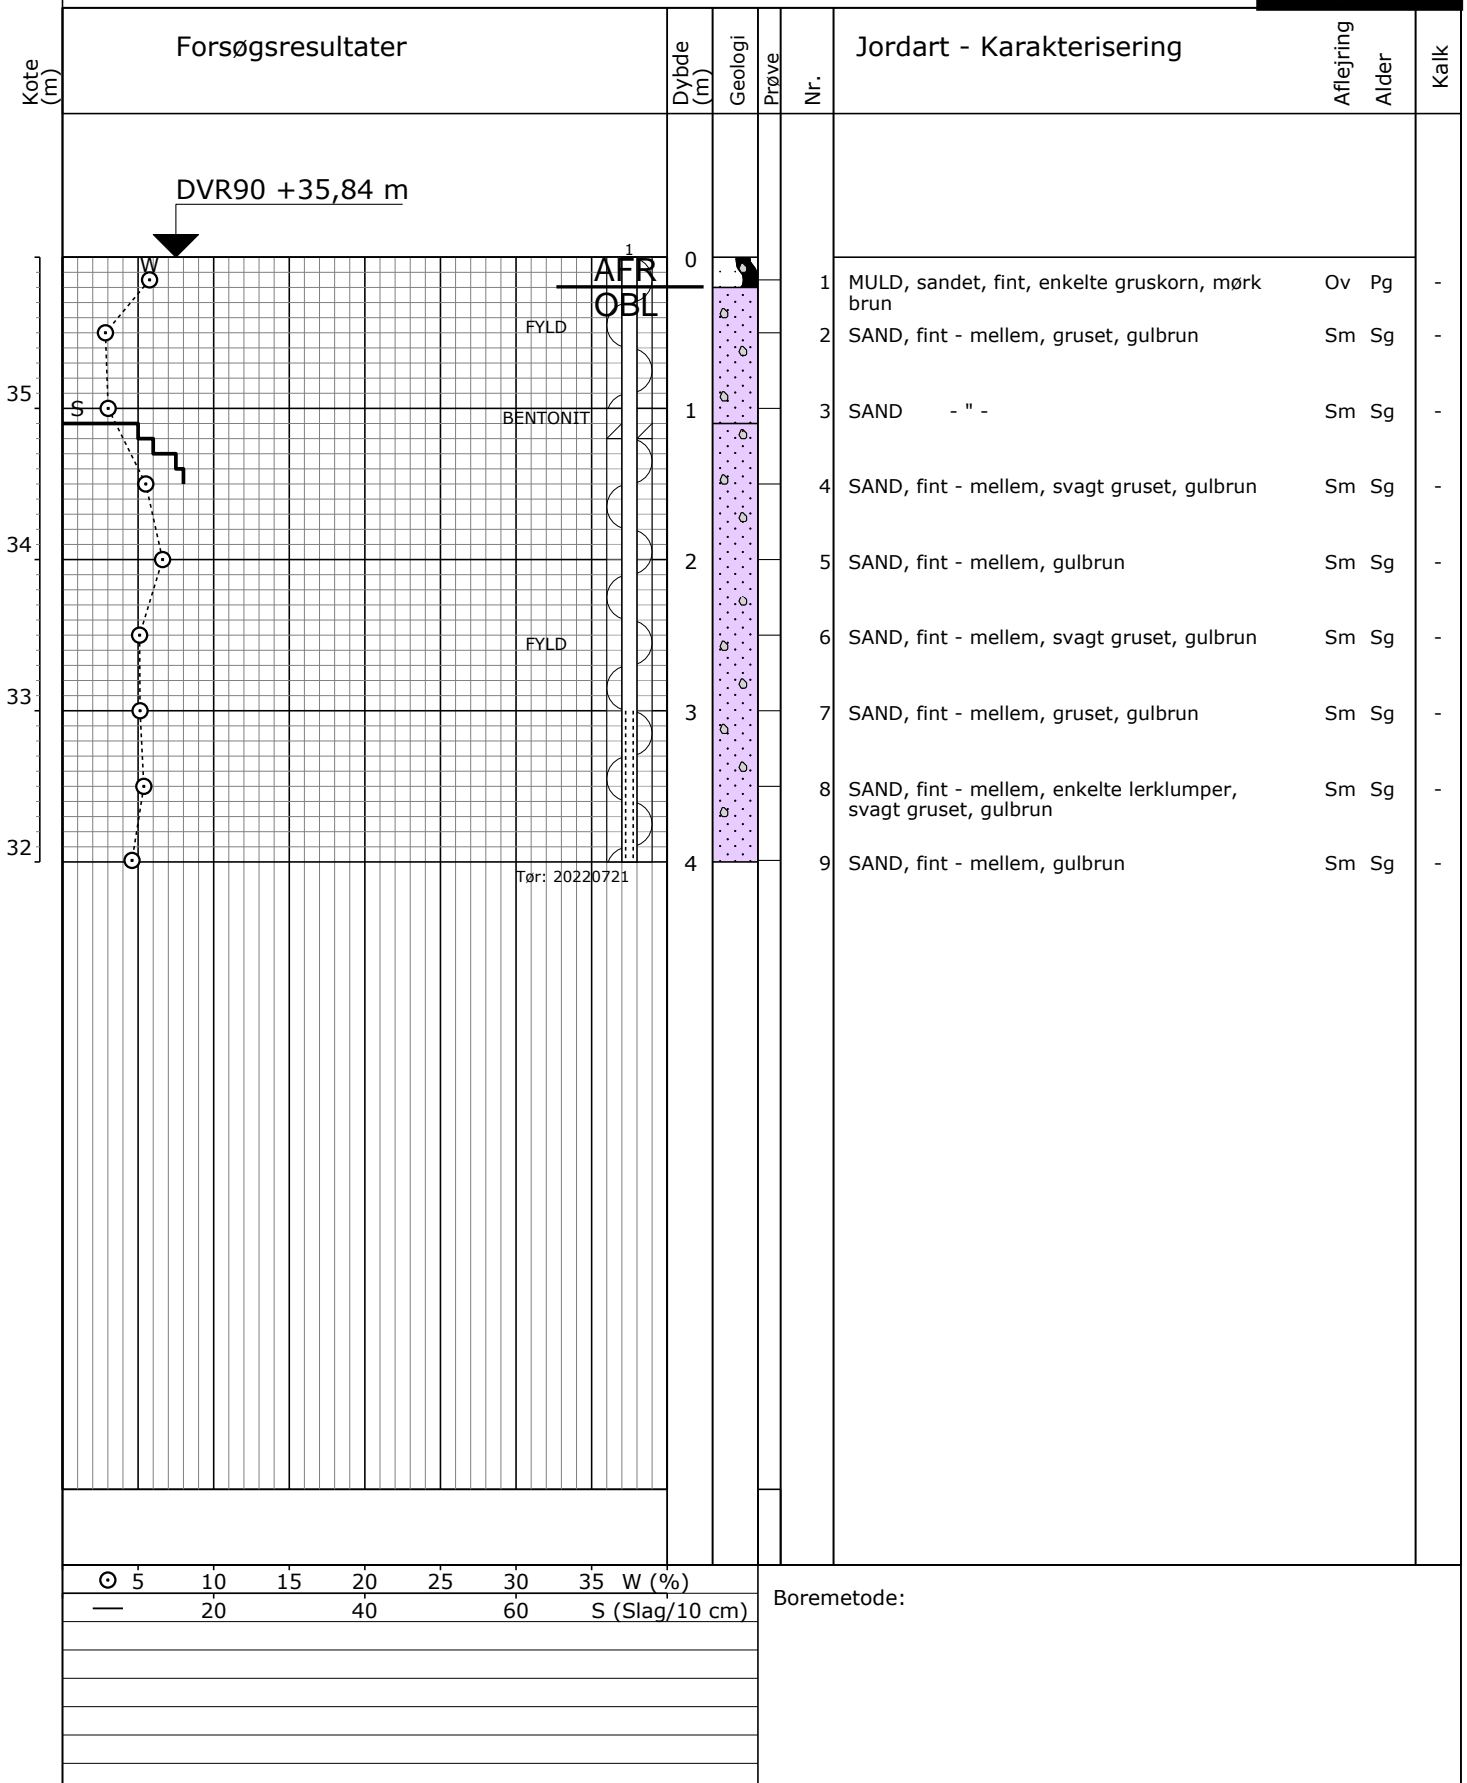 Kote
(m)
Forsøgsresultater
Dybde
(m)
Geologi
Prøve
Nr.
Jordart - Karakterisering
Aflejring
Alder
Kalk
DVR90 +35,84 m
W
1
AFR
OBL
0
1 MULD, sandet, fint, enkelte gruskorn, mørk Ov Pg -
brun
FYLD
2 SAND, fint - mellem, gruset, gulbrun Sm Sg -
35
S
BENTONIT
1
3 SAND - " - Sm Sg -
4 SAND, fint - mellem, svagt gruset, gulbrun Sm Sg -
34
2
5 SAND, fint - mellem, gulbrun Sm Sg -
FYLD
6 SAND, fint - mellem, svagt gruset, gulbrun Sm Sg -
33
3
7 SAND, fint - mellem, gruset, gulbrun Sm Sg -
8 SAND, fint - mellem, enkelte lerklumper, Sm Sg -
svagt gruset, gulbrun
32
4
9 SAND, fint - mellem, gulbrun Sm Sg -
Tør: 20220721
5 10 15 20 25 30 35 W (%)
20 40 60 S (Slag/10 cm)
Boremetode: